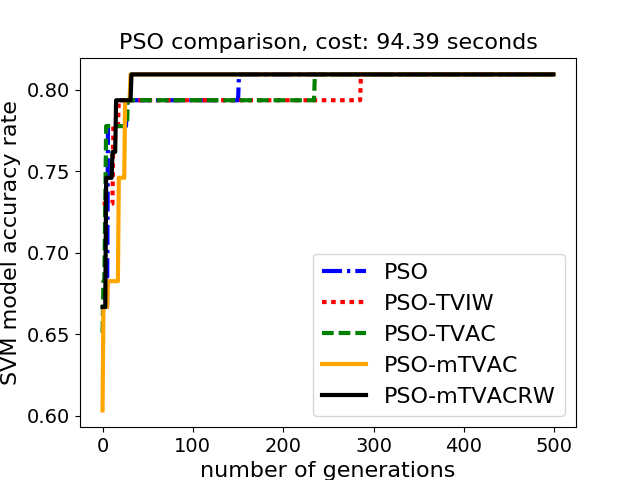 PSO comparison, cost: 94.39 seconds
SVM model accuracy rate
0.80
0.75
0.70
0.65
0.60
PSO
PSO-TVIW
PSO-TVAC
PSO-mTVAC
PSO-mTVACRW
0 100 200 300 400 500
number of generations